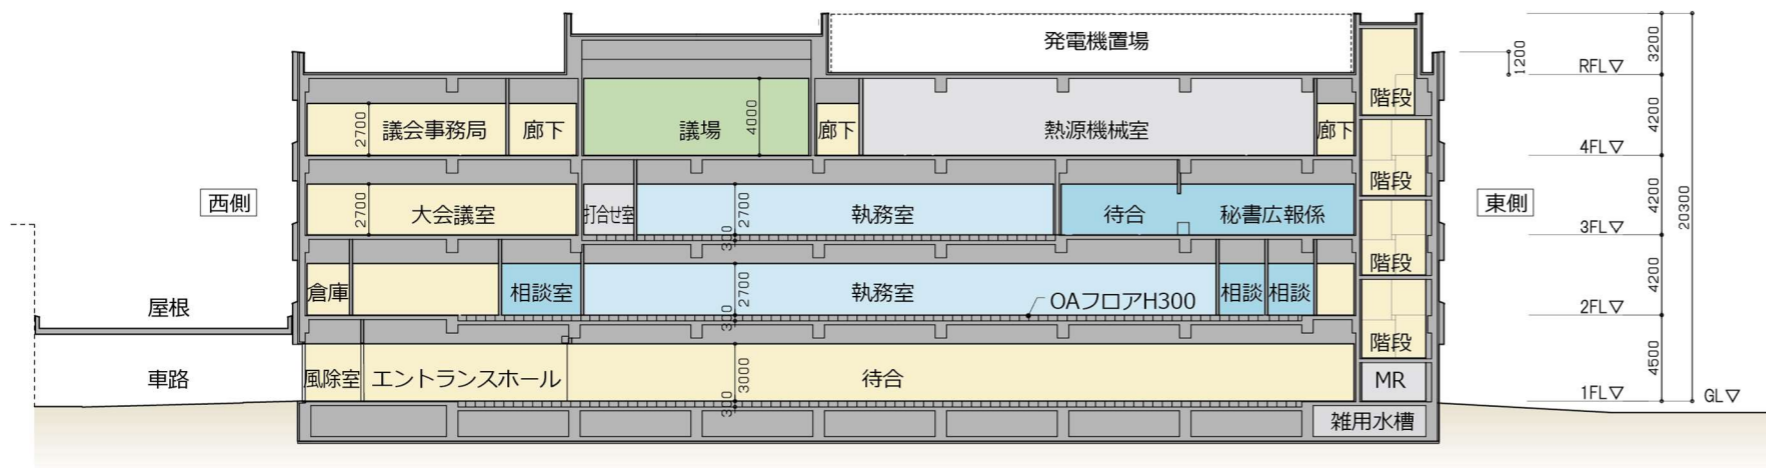 発電機置場
3200
1200
RFL▽
階段
2700
議会事務局
廊下
議場
4000
廊下
熱源機械室
廊下
4200
4FL▽
西側
2700
大会議室
打合せ室
2700
執務室
待合
秘書広報係
階段
東側
4200
20300
300
3FL▽
倉庫
相談室
2700
執務室
相談
相談
階段
4200
屋根
OAフロアH300
300
2FL▽
階段
4500
車路
風除室
エントランスホール
3000
待合
MR
300
1FL▽
GL▽
雑用水槽